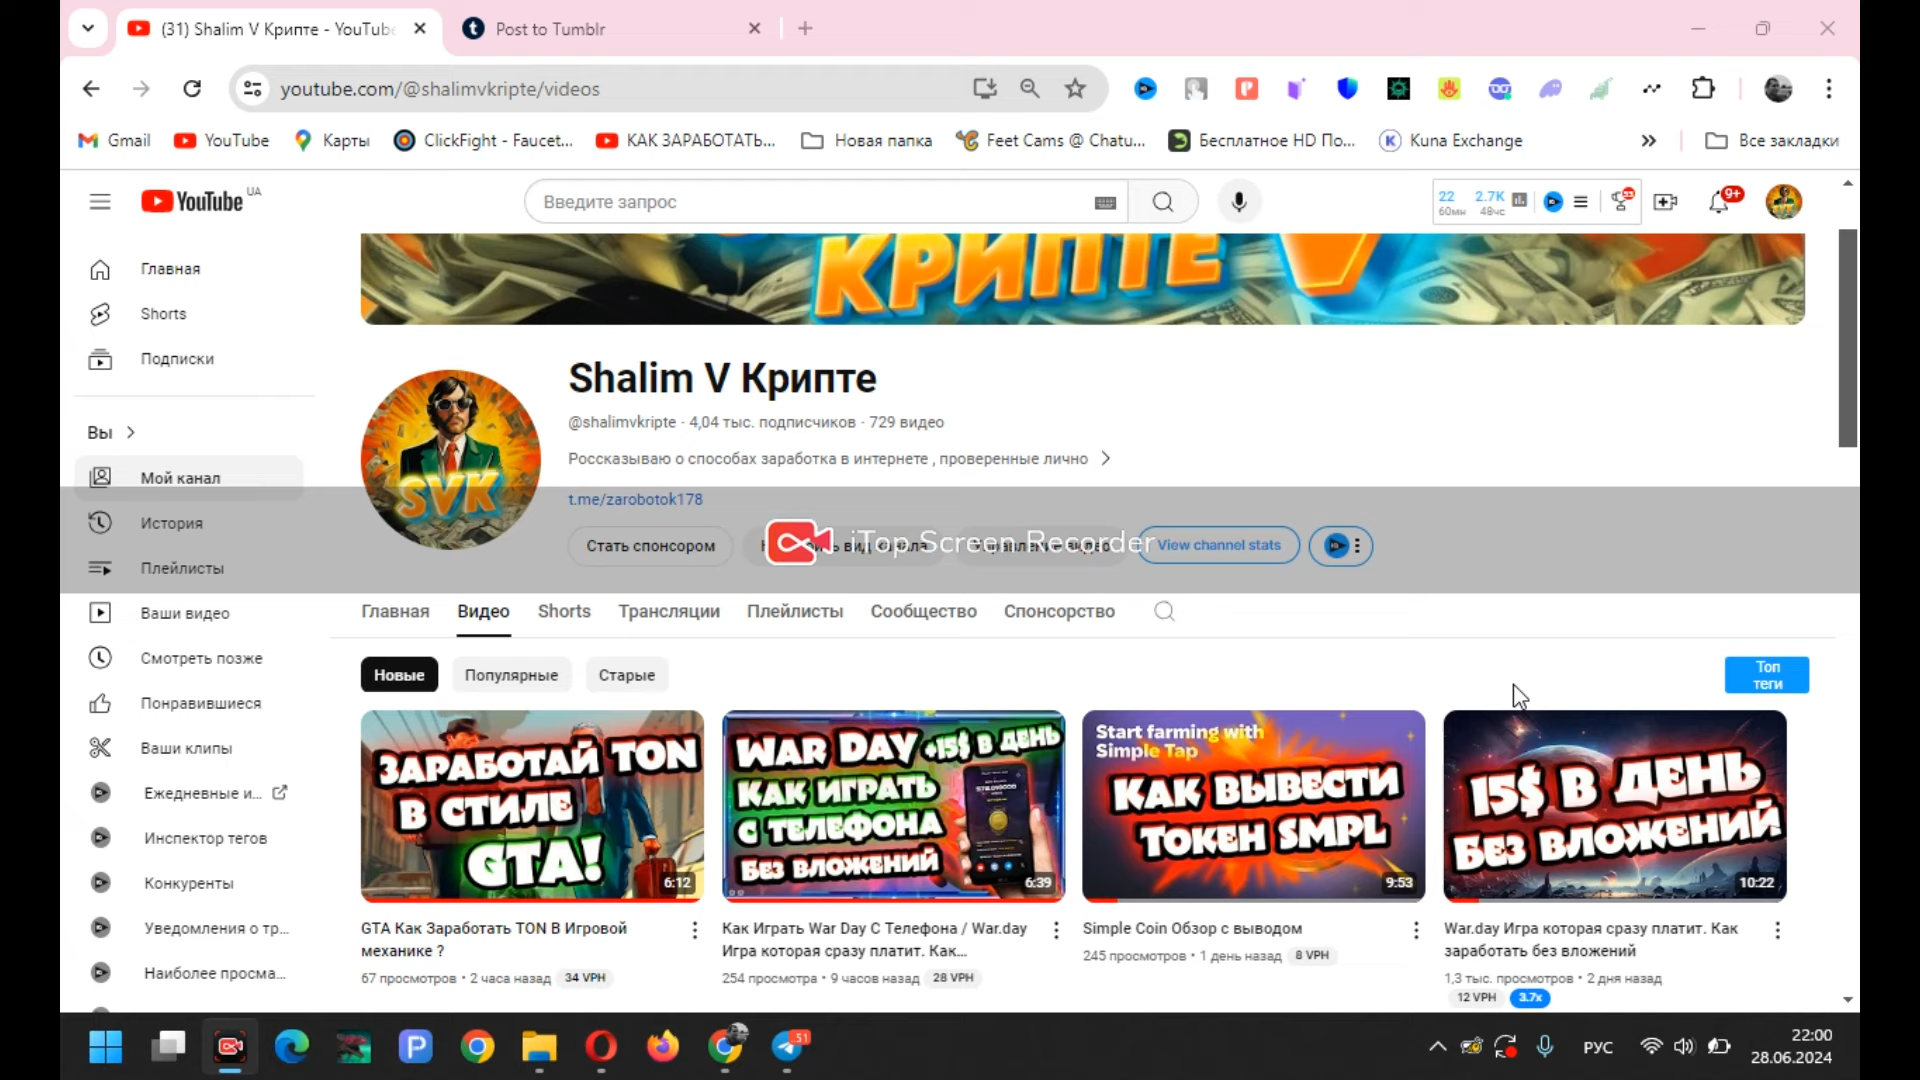 (31) Shalim V Крипте - YouTube
Post to Tumblr
youtube.com/@shalimvkripte/videos
Gmail
YouTube
Карты
ClickFight - Faucet...
КАК ЗАРАБОТАТЬ...
Новая папка
Feet Cams @ Chatu...
Бесплатное HD По...
Kuna Exchange
Все закладки
YouTube UA
Введите запрос
22
60мн
2.7K
48чс
9+
КРИПТЕ V
Главная
Shorts
Подписки
Вы
Мой канал
История
Плейлисты
Ваши видео
Смотреть позже
Понравившиеся
Ваши клипы
Ежедневные и...
Инспектор тегов
Конкуренты
Уведомления о тр...
Наиболее просма...
SVK
Shalim V Крипте
@shalimvkripte · 4,04 тыс. подписчиков · 729 видео
Россказываю о способах заработка в интернете , проверенные лично
t.me/zarobotok178
Стать спонсором
iTop Screen Recorder
View channel stats
Главная
Видео
Shorts
Трансляции
Плейлисты
Сообщество
Спонсорство
Новые
Популярные
Старые
Топ
теги
ЗАРАБОТАЙ TON
В СТИЛЕ
GTA!
6:12
WAR DAY +15$ В ДЕНЬ
КАК ИГРАТЬ
С ТЕЛЕФОНА
БЕЗ ВЛОЖЕНИЙ
6:39
Start farming with
Simple Tap
КАК ВЫВЕСТИ
ТОКЕН SMPL
9:53
15$ В ДЕНЬ
БЕЗ ВЛОЖЕНИЙ
10:22
GTA Как Заработать TON В Игровой
механике ?
67 просмотров • 2 часа назад
34 VPH
Как Играть War Day С Телефона / War.day
Игра которая сразу платит. Как...
254 просмотра • 9 часов назад
28 VPH
Simple Coin Обзор с выводом
245 просмотров • 1 день назад
8 VPH
War.day Игра которая сразу платит. Как
заработать без вложений
1,3 тыс. просмотров • 2 дня назад
12 VPH
3.7x
51
РУС
22:00
28.06.2024